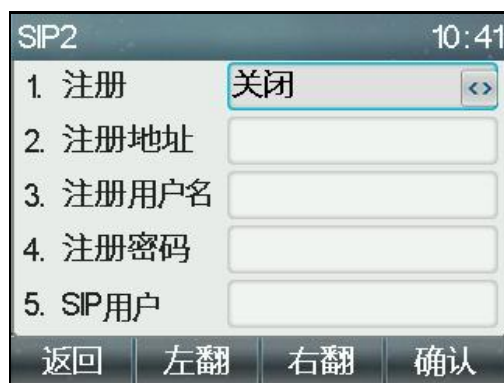 SIP2 10:41
1. 注册 关闭
2. 注册地址
3. 注册用户名
4. 注册密码
5. SIP用户
返回 左翻 右翻 确认